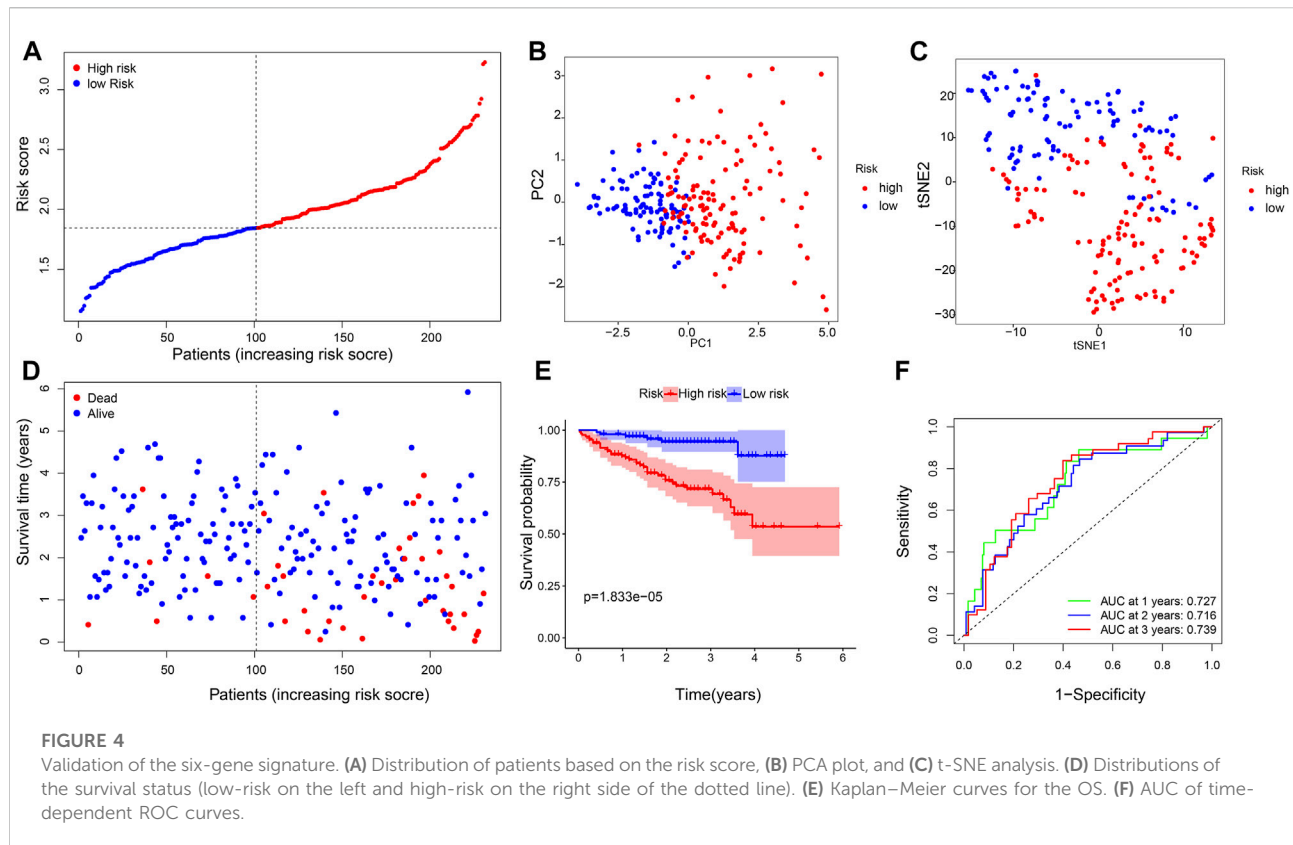 A
High risk
low Risk
Risk score
3.0
2.5
2.0
1.5
0
50
100
150
200
Patients (increasing risk socre)
B
PC2
3
2
1
0
−1
−2
−2.5
0.0
2.5
5.0
PC1
Risk
high
low
C
tSNE2
20
10
0
−10
−20
−30
−10
0
10
tSNE1
Risk
high
low
D
Dead
Alive
Survival time (years)
6
5
4
3
2
1
0
0
50
100
150
200
Patients (increasing risk socre)
E
Risk High risk Low risk
Survival probability
1.00
0.75
0.50
0.25
0.00
p=1.833e−05
0
1
2
3
4
5
6
Time(years)
F
Sensitivity
1.0
0.8
0.6
0.4
0.2
0.0
AUC at 1 years: 0.727
AUC at 2 years: 0.716
AUC at 3 years: 0.739
0.0
0.2
0.4
0.6
0.8
1.0
1−Specificity
FIGURE 4
Validation of the six-gene signature. (A) Distribution of patients based on the risk score, (B) PCA plot, and (C) t-SNE analysis. (D) Distributions of
the survival status (low-risk on the left and high-risk on the right side of the dotted line). (E) Kaplan–Meier curves for the OS. (F) AUC of time-
dependent ROC curves.